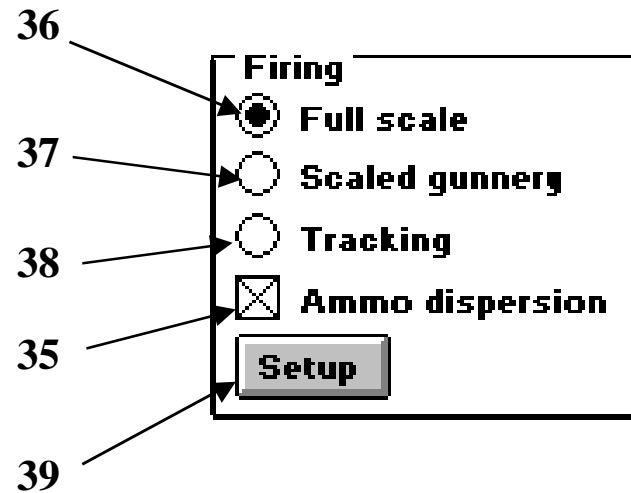 36
Firing
Full scale
37
Scaled gunnery
38
Tracking
35
Ammo dispersion
Setup
39